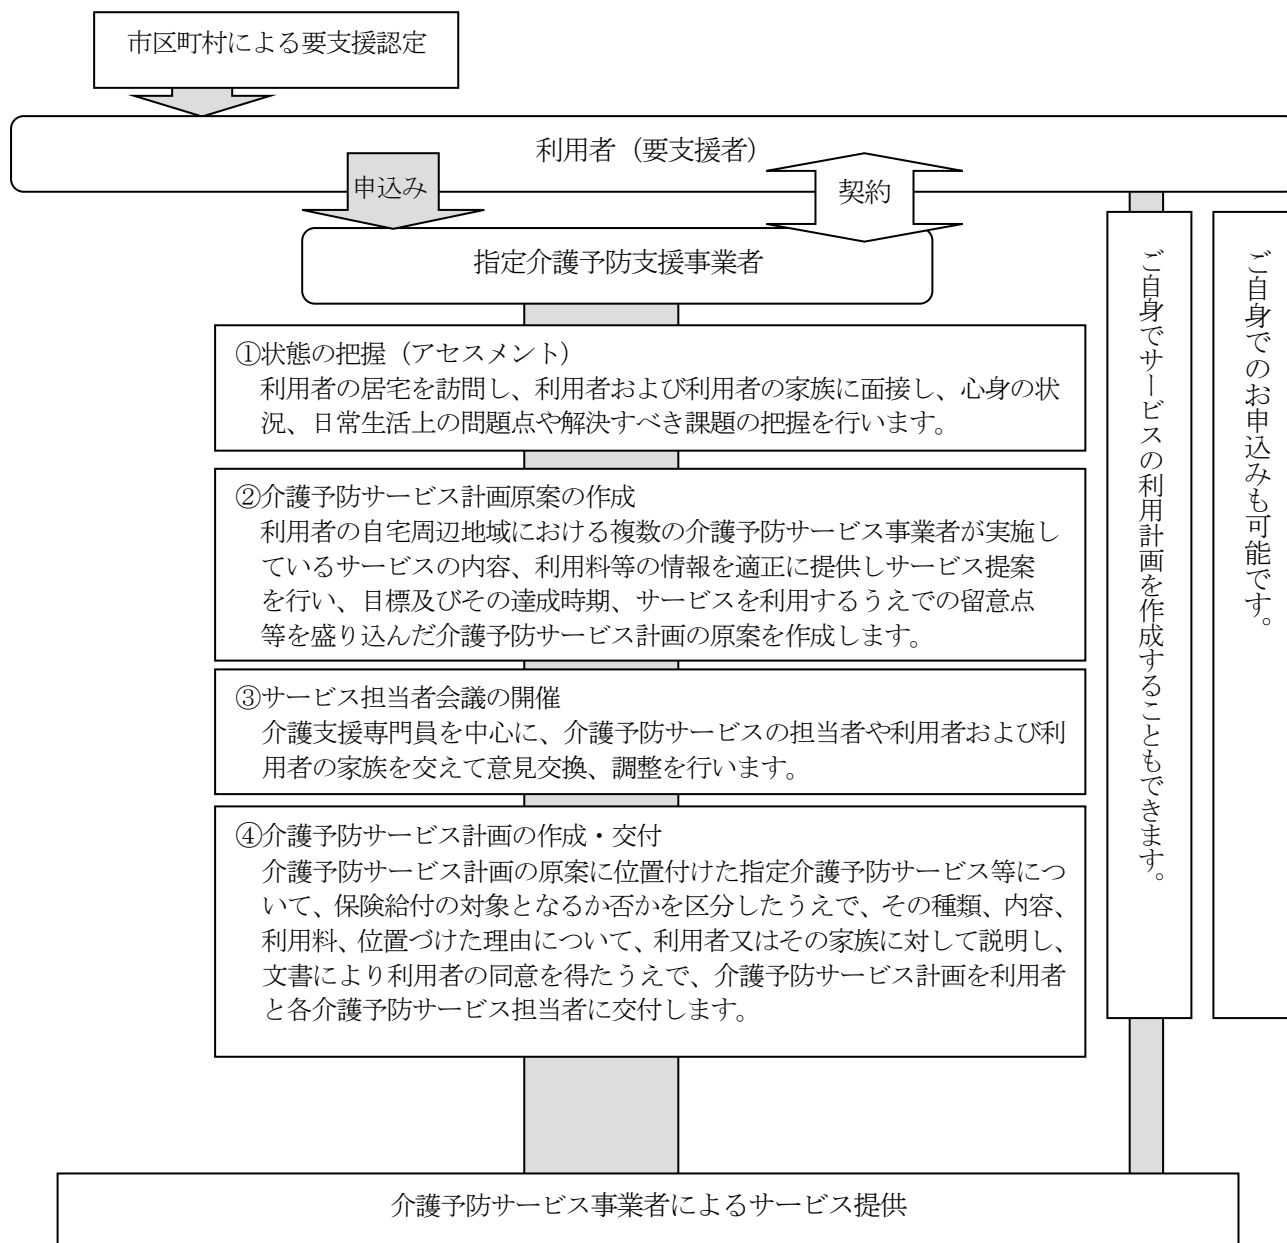 市区町村による要支援認定
利用者（要支援者）
申込み
契約
指定介護予防支援事業者
①状態の把握（アセスメント）
利用者の居宅を訪問し、利用者および利用者の家族に面接し、心身の状
況、日常生活上の問題点や解決すべき課題の把握を行います。
②介護予防サービス計画原案の作成
利用者の自宅周辺地域における複数の介護予防サービス事業者が実施し
ているサービスの内容、利用料等の情報を適正に提供しサービス提案
を行い、目標及びその達成時期、サービスを利用するうえでの留意点
等を盛り込んだ介護予防サービス計画の原案を作成します。
③サービス担当者会議の開催
介護支援専門員を中心に、介護予防サービスの担当者や利用者および利
用者の家族を交えて意見交換、調整を行います。
④介護予防サービス計画の作成・交付
介護予防サービス計画の原案に位置付けた指定介護予防サービス等につ
いて、保険給付の対象となるか否かを区分したうえで、その種類、内容、
利用料、位置づけた理由について、利用者又はその家族に対して説明し、
文書により利用者の同意を得たうえで、介護予防サービス計画を利用者
と各介護予防サービス担当者に交付します。
ご自身でのお申込みも可能です。
ご自身でサービスの利用計画を作成することもできます。
介護予防サービス事業者によるサービス提供